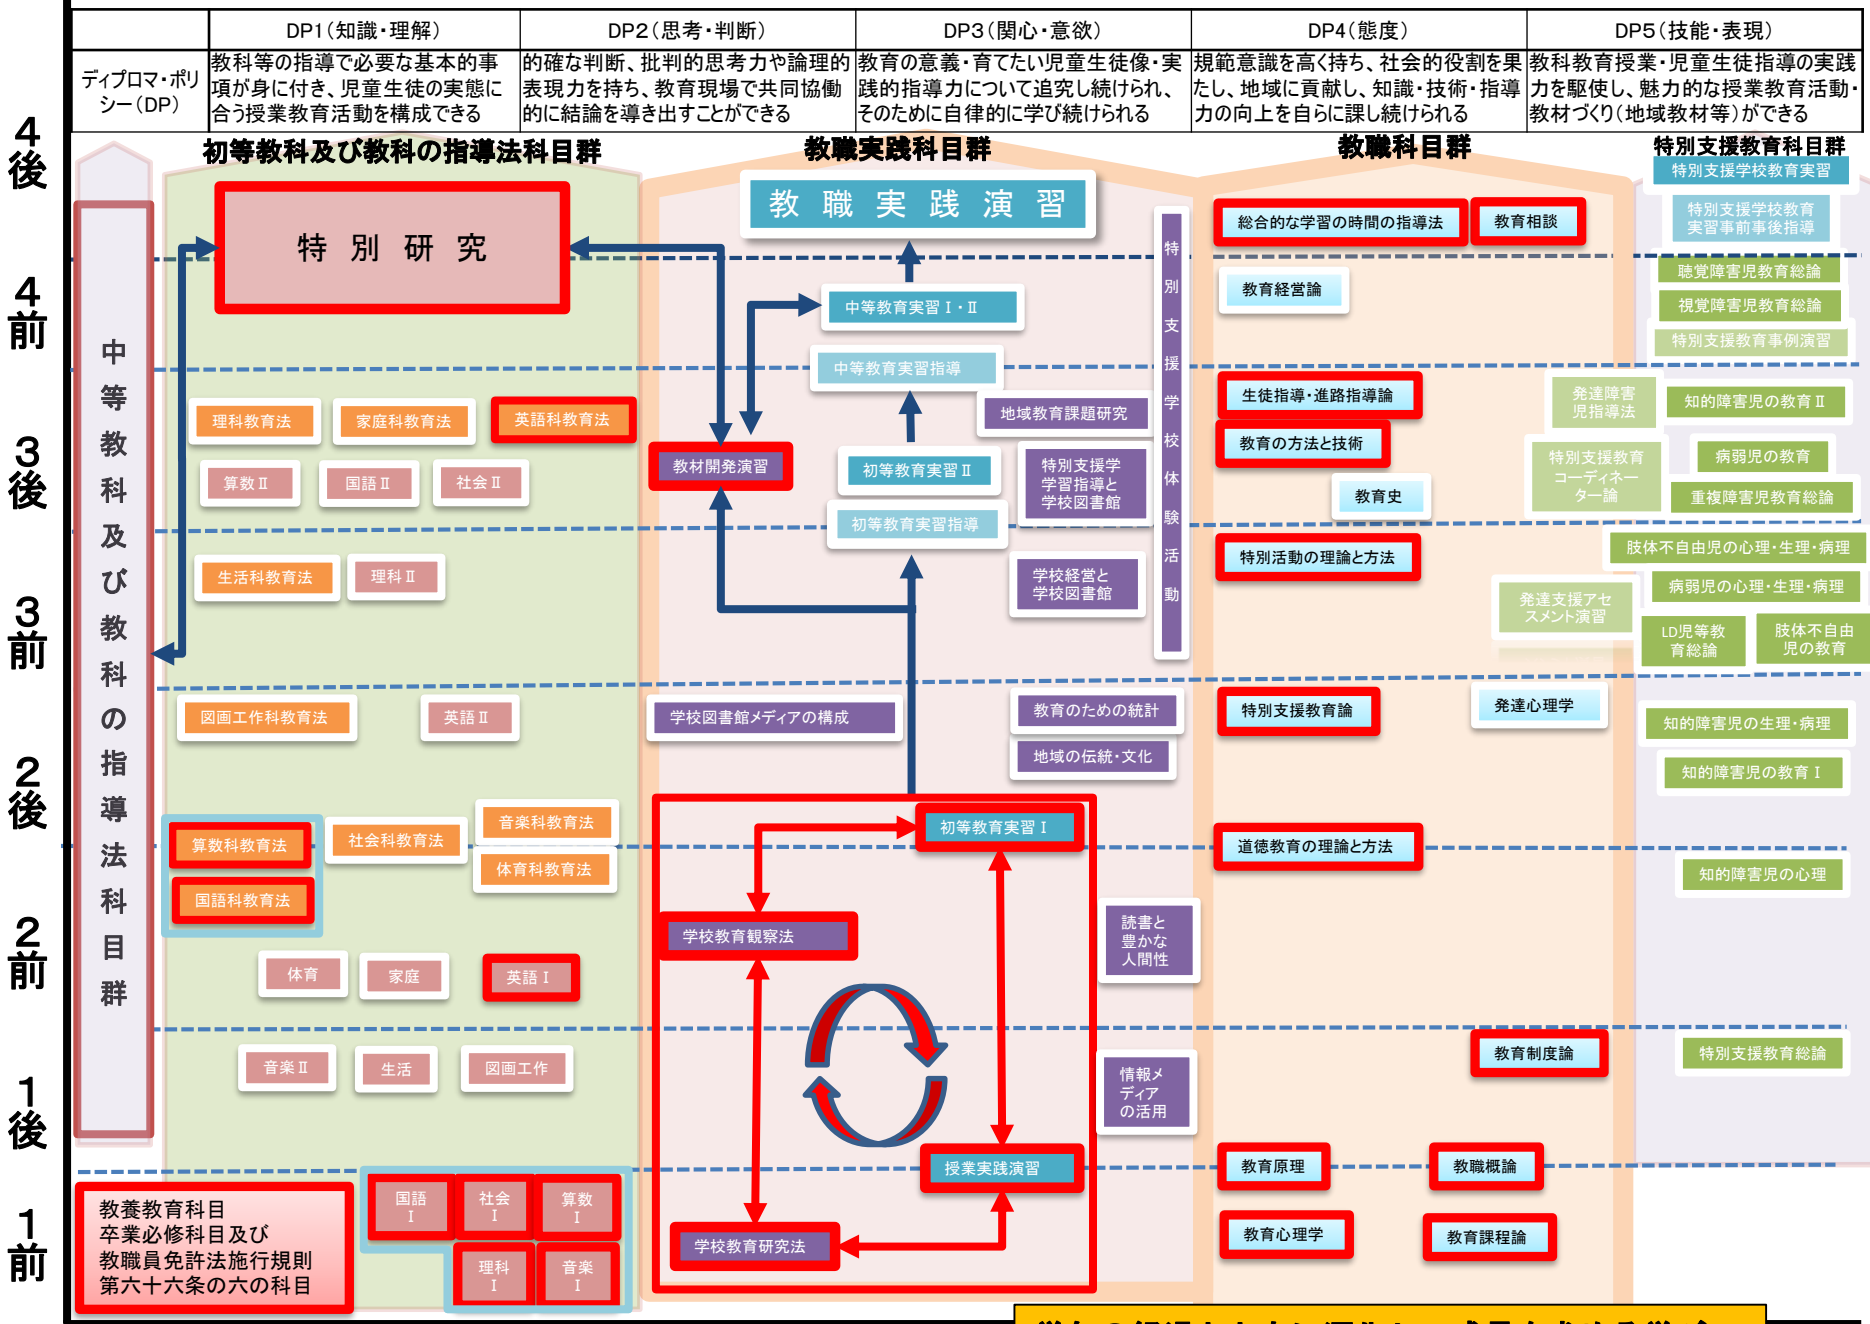 DP1（知識・理解）
DP2（思考・判断）
DP3（関心・意欲）
DP4（態度）
DP5（技能・表現）
ディプロマ・ポリ
シー（DP）
教科等の指導で必要な基本的事
項が身に付き、児童生徒の実態に
合う授業教育活動を構成できる
的確な判断、批判的思考力や論理的
表現力を持ち、教育現場で共同協働
的に結論を導き出すことができる
教育の意義・育てたい児童生徒像・実
践的指導力について追究し続けられ、
そのために自律的に学び続けられる
規範意識を高く持ち、社会的役割を果
たし、地域に貢献し、知識・技術・指導
力の向上を自らに課し続けられる
教科教育授業・児童生徒指導の実践
力を駆使し、魅力的な授業教育活動・
教材づくり（地域教材等）ができる
4後
4前
3後
3前
2後
2前
1後
1前
中等教科及び教科の指導法科目群
初等教科及び教科の指導法科目群
特別研究
理科教育法
家庭科教育法
英語科教育法
算数Ⅱ
国語Ⅱ
社会Ⅱ
生活科教育法
理科Ⅱ
図画工作科教育法
英語Ⅱ
算数科教育法
社会科教育法
音楽科教育法
体育科教育法
国語科教育法
体育
家庭
英語Ⅰ
音楽Ⅱ
生活
図画工作
国語
Ⅰ
社会
Ⅰ
算数
Ⅰ
理科
Ⅰ
音楽
Ⅰ
教養教育科目
卒業必修科目及び
教職員免許法施行規則
第六十六条の六の科目
教職実践科目群
教職実践演習
中等教育実習Ⅰ・Ⅱ
中等教育実習指導
地域教育課題研究
教材開発演習
初等教育実習Ⅱ
特別支援学
学習指導と
学校図書館
初等教育実習指導
学校経営と
学校図書館
特別支援学校体験活動
学校図書館メディアの構成
教育のための統計
地域の伝統・文化
初等教育実習Ⅰ
学校教育観察法
読書と
豊かな
人間性
情報メ
ディア
の活用
授業実践演習
学校教育研究法
教職科目群
総合的な学習の時間の指導法
教育相談
教育経営論
生徒指導・進路指導論
教育の方法と技術
教育史
特別活動の理論と方法
特別支援教育論
発達心理学
道徳教育の理論と方法
教育制度論
教育原理
教職概論
教育心理学
教育課程論
特別支援教育科目群
特別支援学校教育実習
特別支援学校教育
実習事前事後指導
聴覚障害児教育総論
視覚障害児教育総論
特別支援教育事例演習
発達障害
児指導法
知的障害児の教育Ⅱ
特別支援教育
コーディネー
ター論
病弱児の教育
重複障害児教育総論
肢体不自由児の心理・生理・病理
病弱児の心理・生理・病理
発達支援アセ
スメント演習
LD児等教
育総論
肢体不自由
児の教育
知的障害児の生理・病理
知的障害児の教育Ⅰ
知的障害児の心理
特別支援教育総論